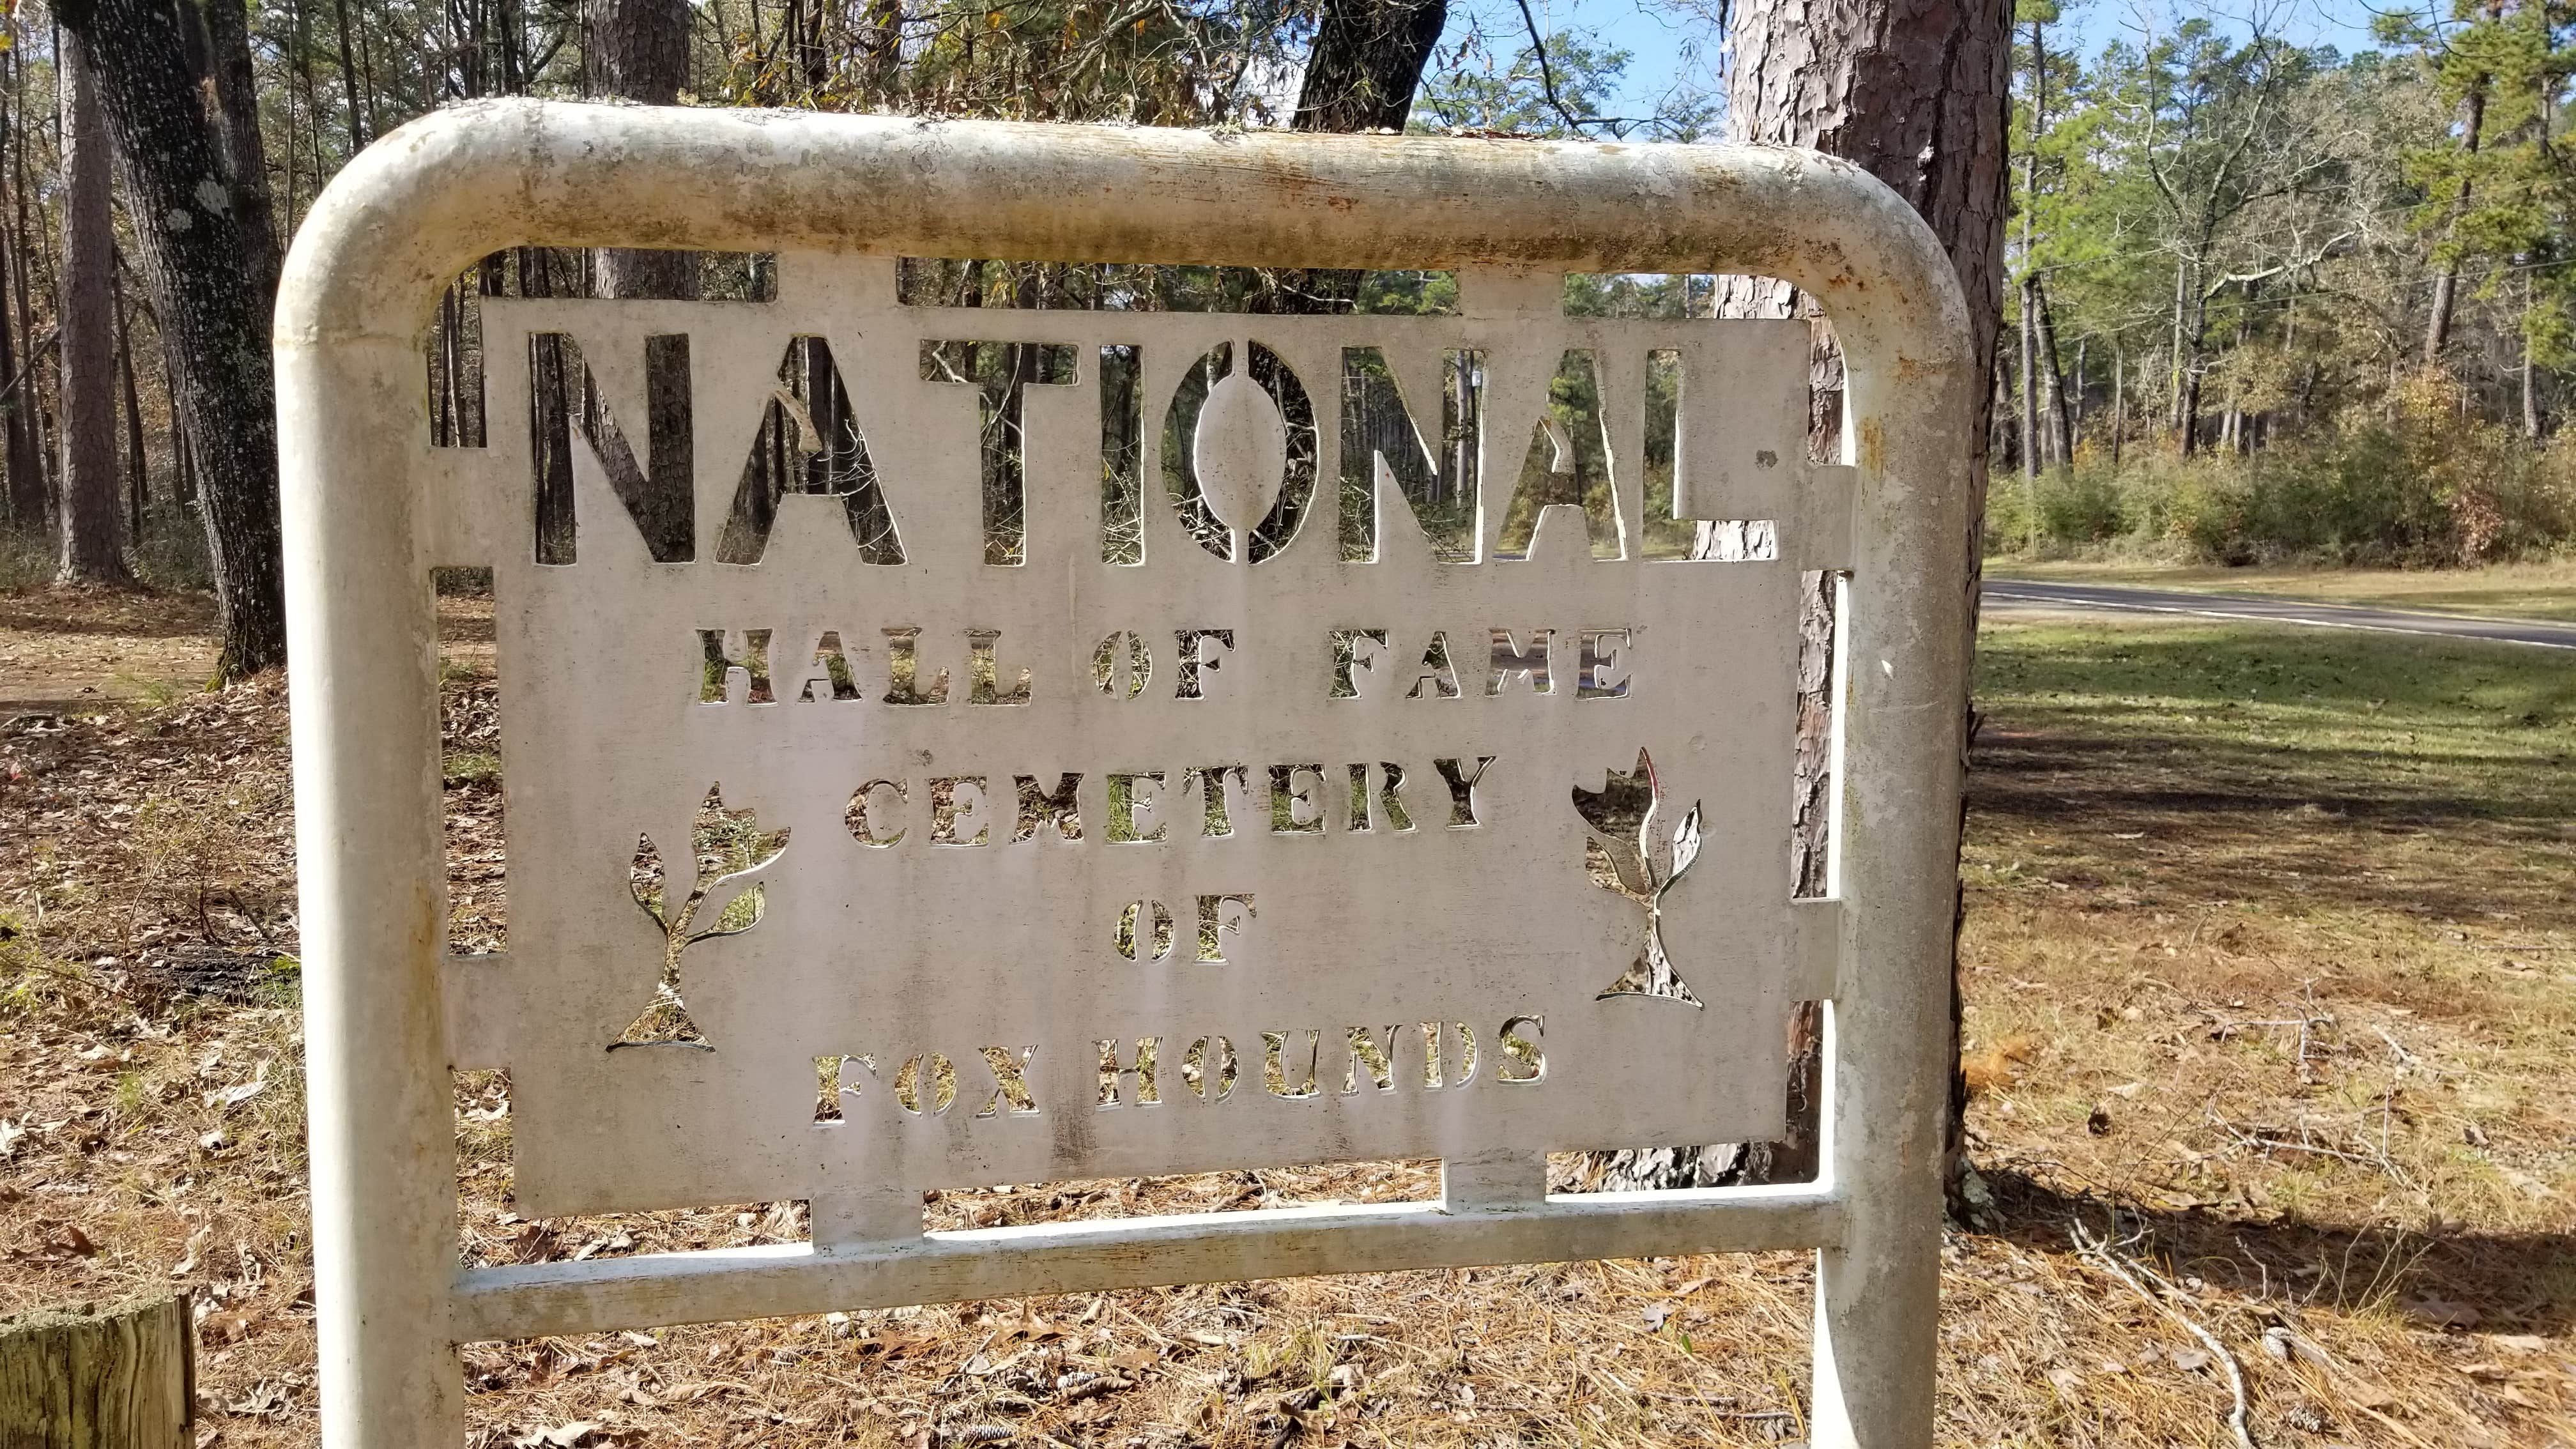 NATIONAL
HALL OF FAME
CEMETERY
OF
FOX HOUNDS